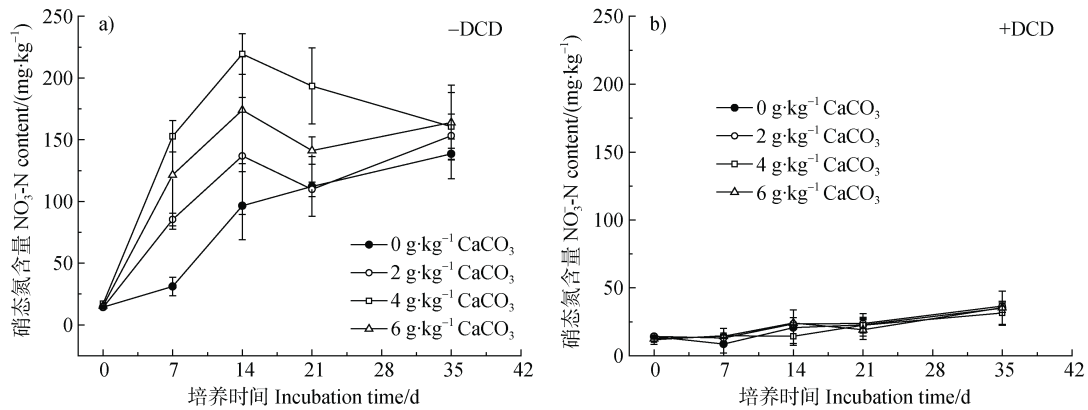 a)
−DCD
硝态氮含量 NO₃⁻-N content/(mg·kg⁻¹)
250
200
150
100
50
0
0 g·kg⁻¹ CaCO₃
2 g·kg⁻¹ CaCO₃
4 g·kg⁻¹ CaCO₃
6 g·kg⁻¹ CaCO₃
0 7 14 21 28 35 42
培养时间 Incubation time/d
b)
+DCD
硝态氮含量 NO₃⁻-N content/(mg·kg⁻¹)
250
200
150
100
50
0
0 g·kg⁻¹ CaCO₃
2 g·kg⁻¹ CaCO₃
4 g·kg⁻¹ CaCO₃
6 g·kg⁻¹ CaCO₃
0 7 14 21 28 35 42
培养时间 Incubation time/d